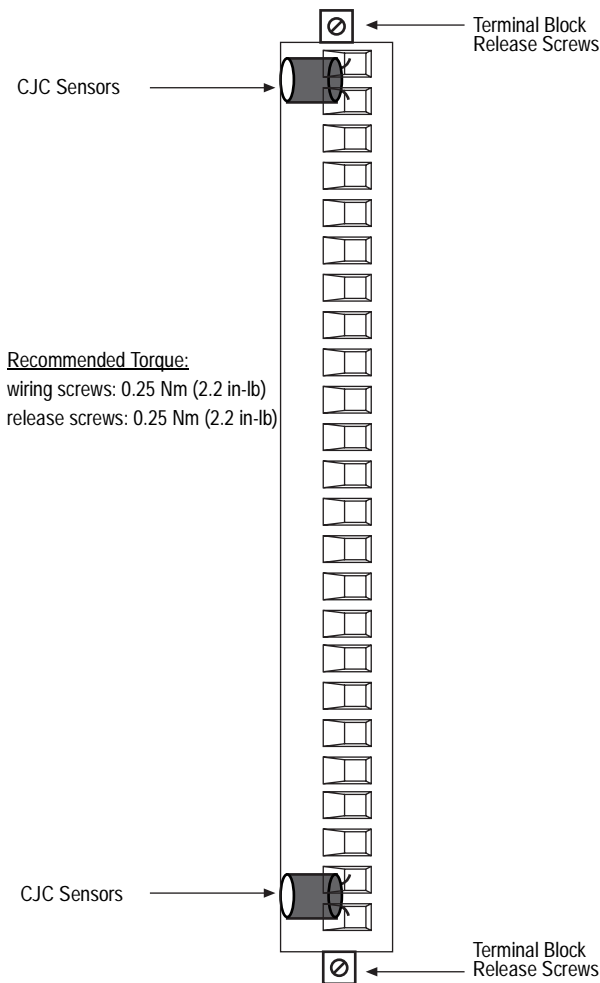 Terminal Block
Release Screws
CJC Sensors
Recommended Torque:
wiring screws: 0.25 Nm (2.2 in-lb)
release screws: 0.25 Nm (2.2 in-lb)
CJC Sensors
Terminal Block
Release Screws